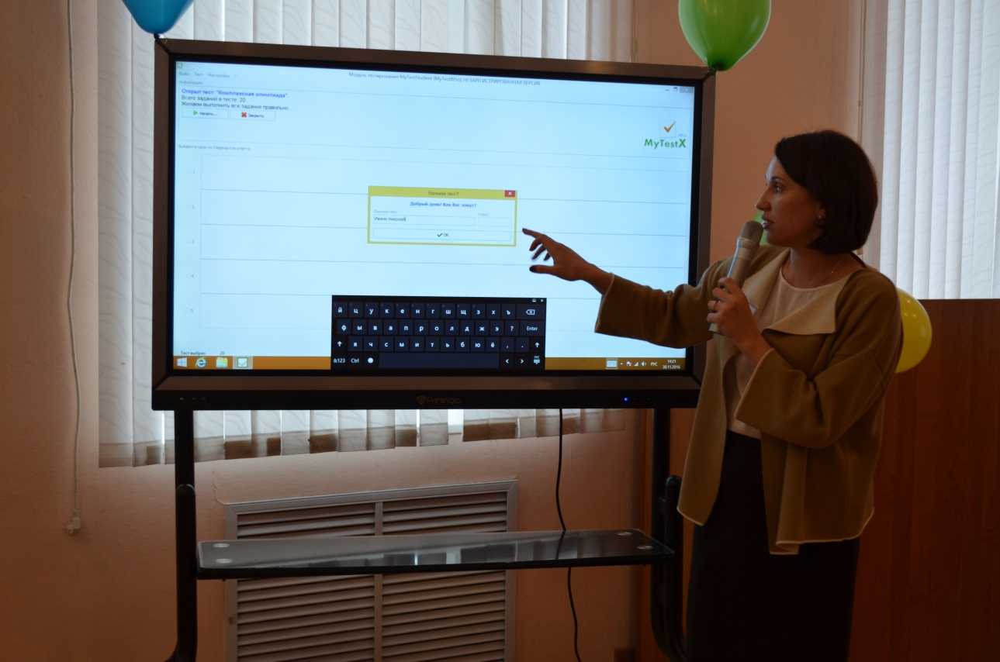 Модуль тестирования MyTestStudent [MyTestXPro] НЕЗАРЕГИСТРИРОВАННАЯ ВЕРСИЯ
Файл Тест Настройка ?
Информация
Открыт тест: "Комплексная олимпиада".
Всего заданий в тесте: 20
Желаем выполнить все задания правильно...
Начать... Закрыть
PRO
MyTestX
Выберите один из 5 вариантов ответа:
1
2
3
4
5
Начнем тест?!
Добрый день! Как Вас зовут?
Иванo Николай
OK
й ц у к е н г ш щ з х ъ
ф ы в а п р о л д ж э ? Enter
я ч с м и т ь б ю ё , .
&123 Ctrl < > РУС
Тест выбран 20
РУС 14:21
30.11.2016
Prestigio